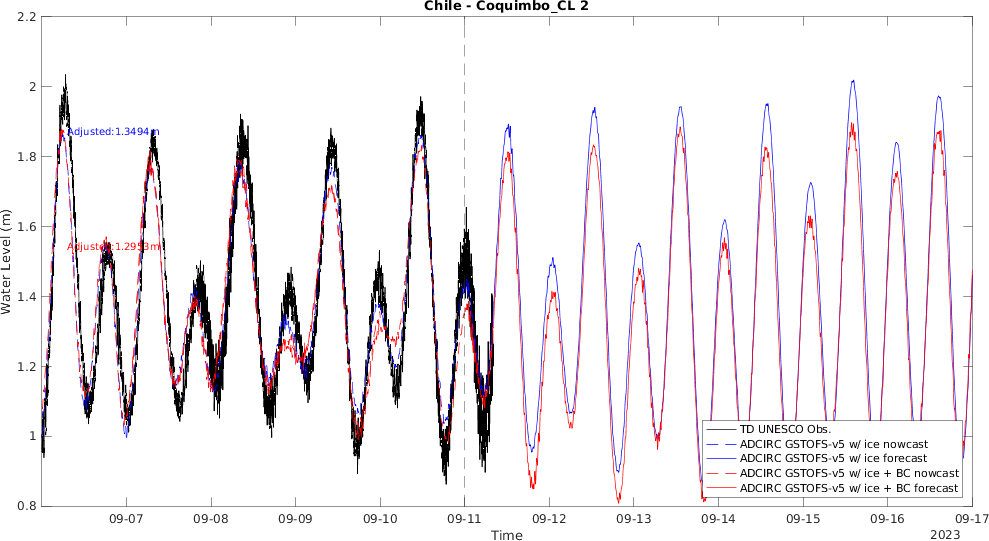 Chile - Coquimbo_CL 2
2.2
2
1.8
1.6
1.4
1.2
1
0.8
Water Level (m)
Adjusted:1.3494m
Adjusted:1.2953m
TD UNESCO Obs.
ADCIRC GSTOFS-v5 w/ ice nowcast
ADCIRC GSTOFS-v5 w/ ice forecast
ADCIRC GSTOFS-v5 w/ ice + BC nowcast
ADCIRC GSTOFS-v5 w/ ice + BC forecast
09-07 09-08 09-09 09-10 09-11 09-12 09-13 09-14 09-15 09-16 09-17
Time
2023